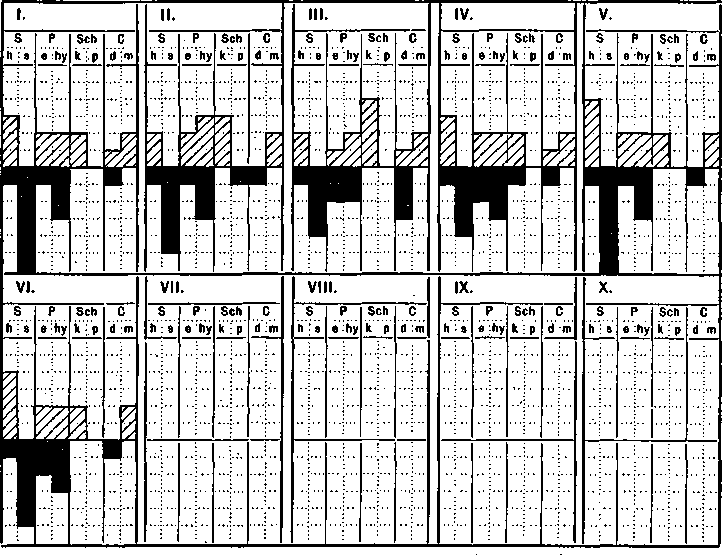 I. II. III. IV. V.
S P Sch C S P Sch C S P Sch C S P Sch C S P Sch C
h s e hy k p d m h s e hy k p d m h s e hy k p d m h s e hy k p d m h s e hy k p d m
VI. VII. VIII. IX. X.
S P Sch C S P Sch C S P Sch C S P Sch C S P Sch C
h s e hy k p d m h s e hy k p d m h s e hy k p d m h s e hy k p d m h s e hy k p d m